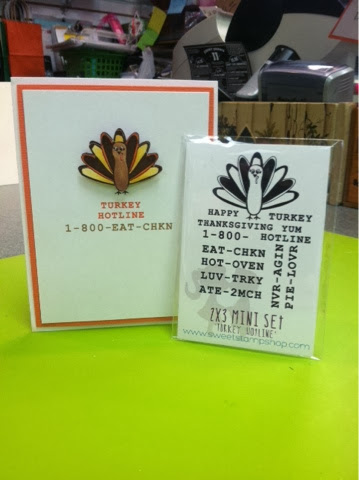 TURKEY
HOTLINE
1-800-EAT-CHKN
HAPPY TURKEY
THANKSGIVING YUM
1-800- HOTLINE
EAT-CHKN
HOT-OVEN
LUV-TRKY
ATE-2MCH
NVR-AGIN
PIE-LOVR
2X3 MINI SET
'TURKEY HOTLINE'
www.sweetstampshop.com